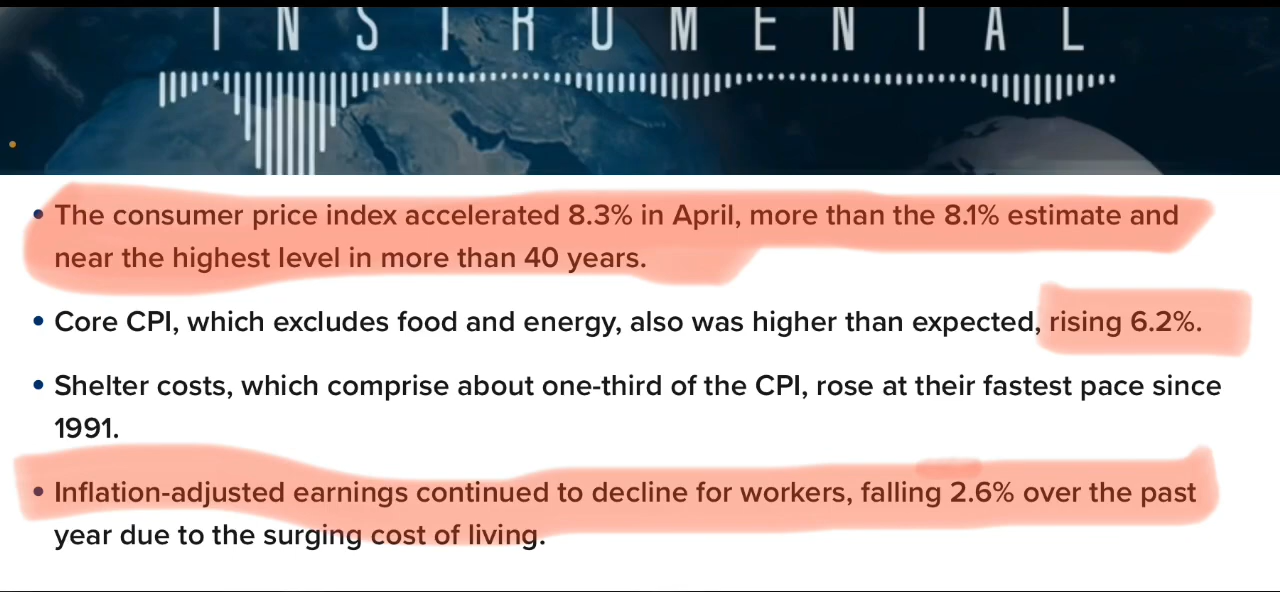 INSTRUMENTAL
• The consumer price index accelerated 8.3% in April, more than the 8.1% estimate and
near the highest level in more than 40 years.
• Core CPI, which excludes food and energy, also was higher than expected, rising 6.2%.
• Shelter costs, which comprise about one-third of the CPI, rose at their fastest pace since
1991.
• Inflation-adjusted earnings continued to decline for workers, falling 2.6% over the past
year due to the surging cost of living.